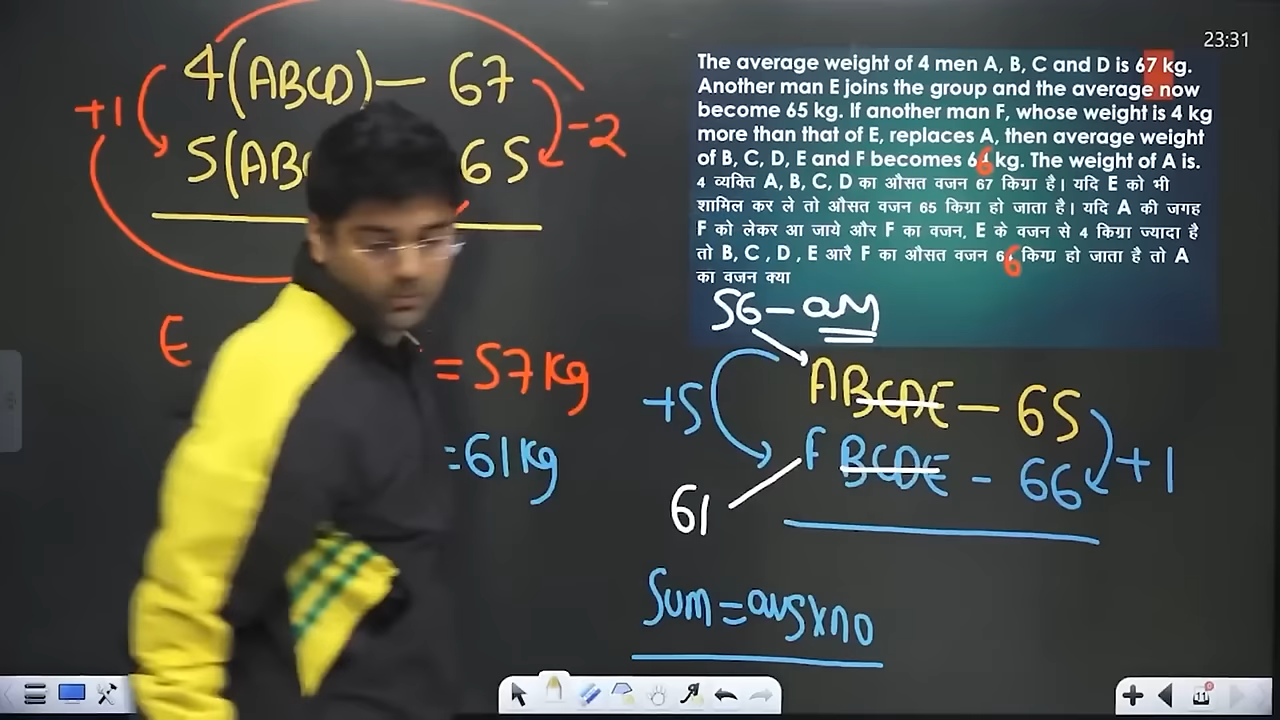 23:31
4(ABCD) — 67
+1
-2
5(AB
65
E
= 57 Kg
= 61 Kg
The average weight of 4 men A, B, C and D is 67 kg.
Another man E joins the group and the average now
become 65 kg. If another man F, whose weight is 4 kg
more than that of E, replaces A, then average weight
of B, C, D, E and F becomes 66 kg. The weight of A is.
4 व्यक्ति A, B, C, D का औसत वजन 67 किग्रा है। यदि E को भी
शामिल कर ले तो औसत वजन 65 किग्रा हो जाता है। यदि A की जगह
F को लेकर आ जाये और F का वजन, E के वजन से 4 किग्रा ज्यादा है
तो B, C , D , E आरै F का औसत वजन 66 किग्रा हो जाता है तो A
का वजन क्या
56 —
ABCDE — 65
+5
F BCDE - 66
+1
61
Sum = avg x no
11